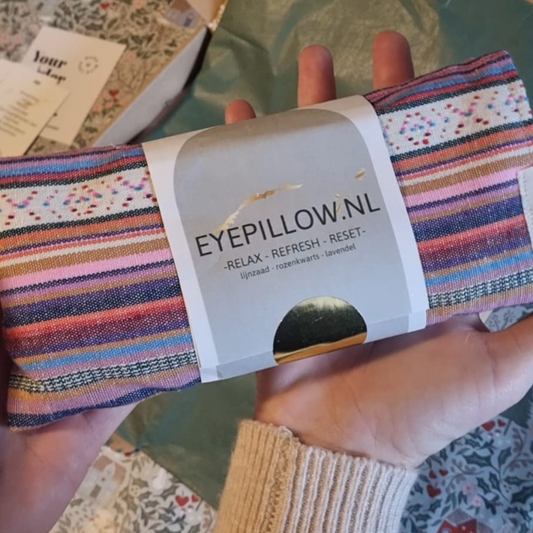 Your
EYEPILLOW.NL
-RELAX - REFRESH - RESET-
lijnzaad - rozenkwarts - lavendel